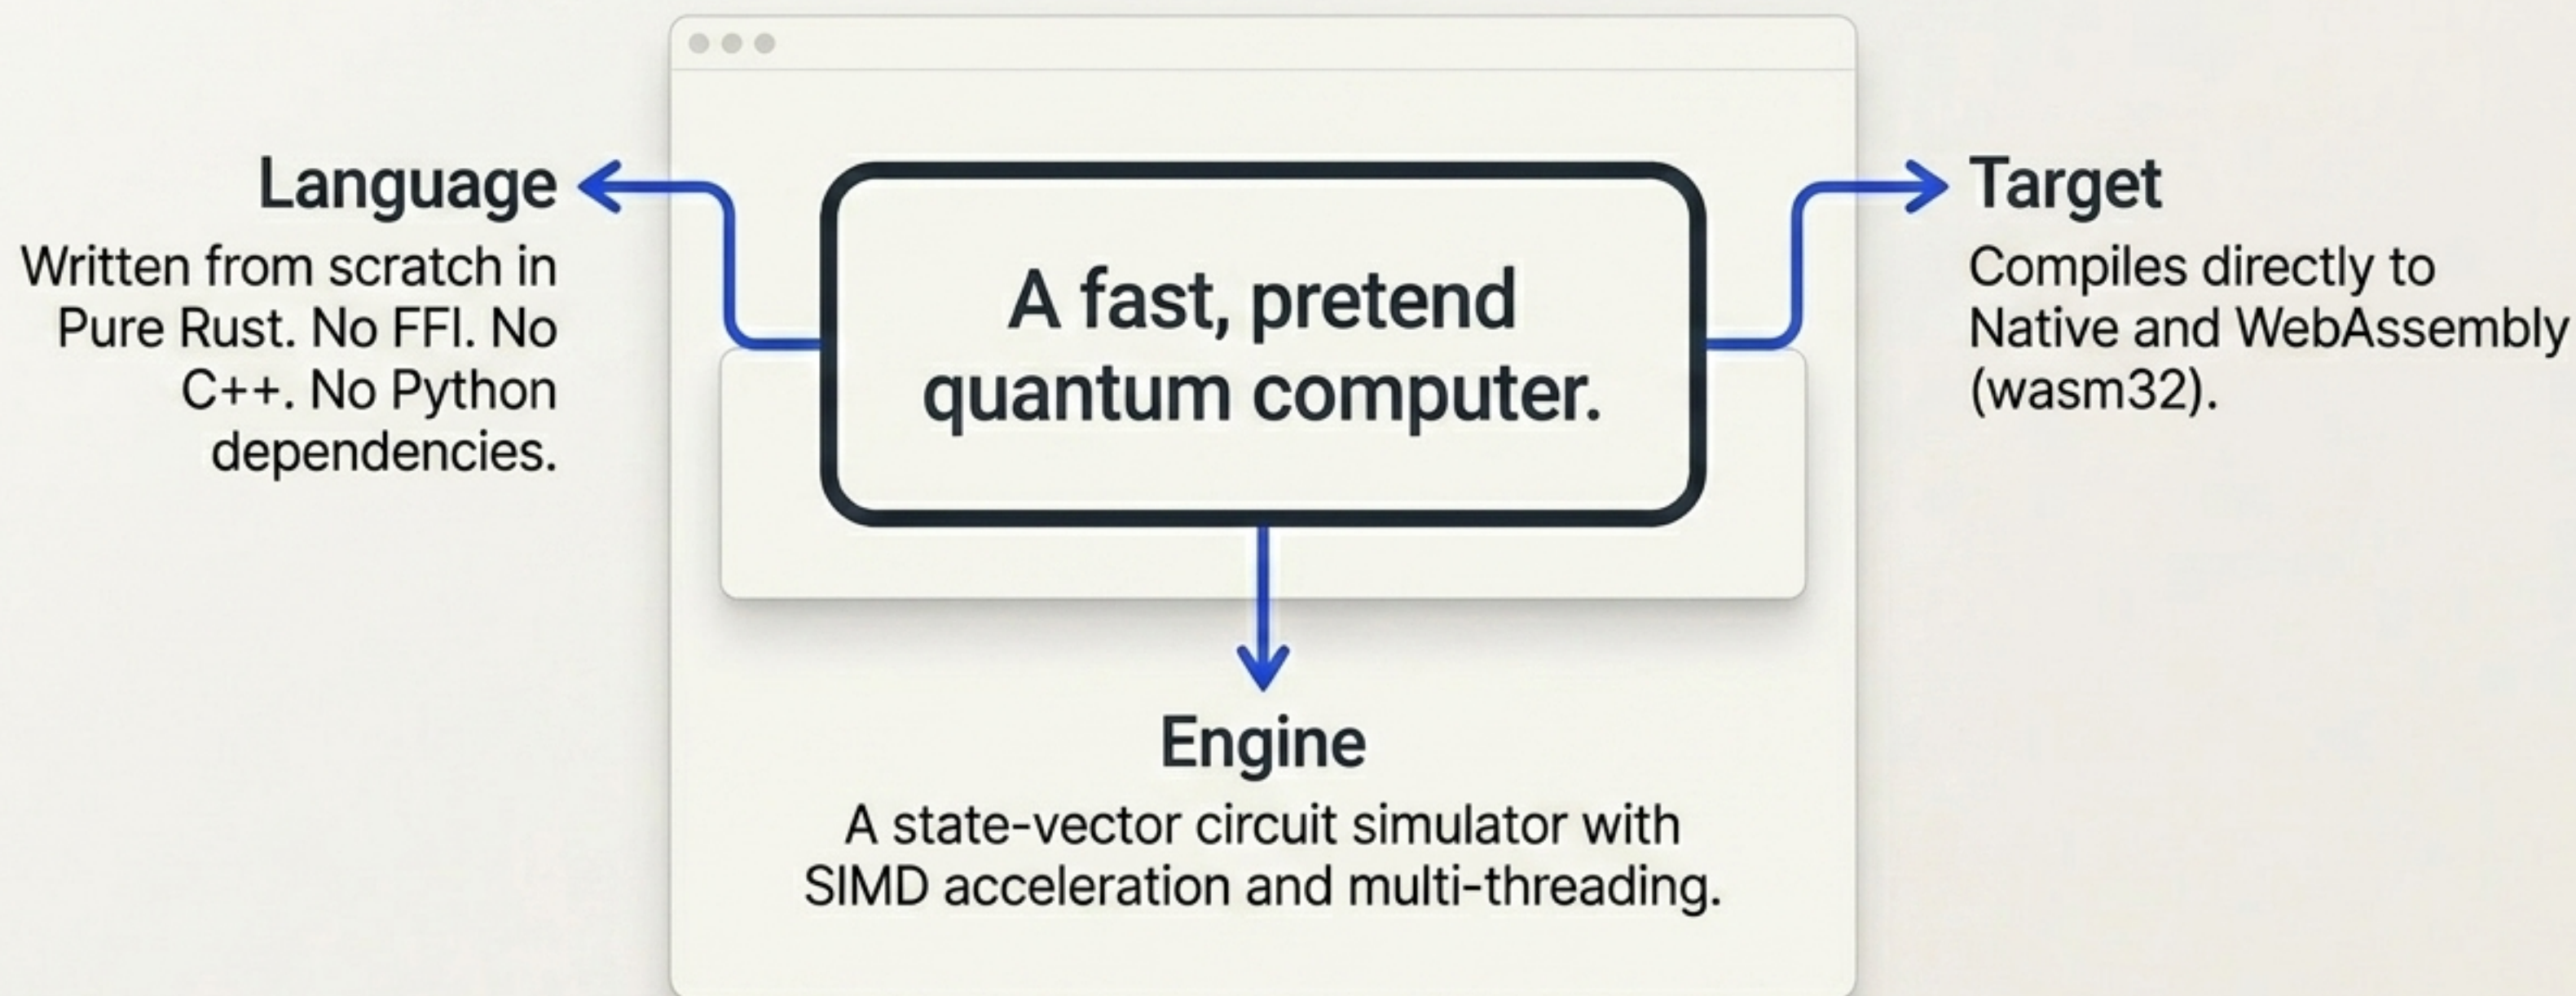 Language
Written from scratch in
Pure Rust. No FFI. No
C++. No Python
dependencies.
A fast, pretend
quantum computer.
Target
Compiles directly to
Native and WebAssembly
(wasm32).
Engine
A state-vector circuit simulator with
SIMD acceleration and multi-threading.